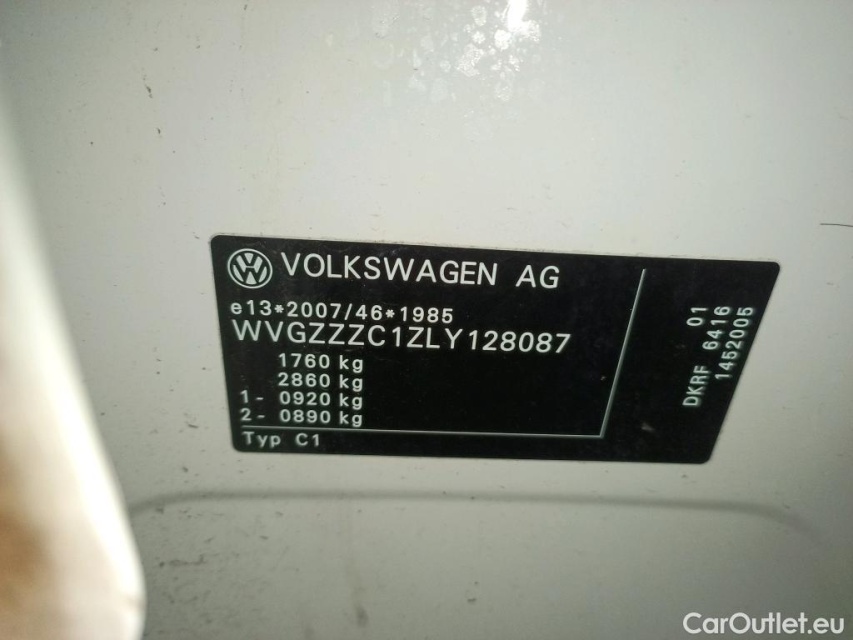 VOLKSWAGEN AG
e13*2007/46*1985
WVGZZZC1ZLY128087
1760 kg
2860 kg
1- 0920 kg
2- 0890 kg
Typ C1
01
DKRF 6416
1452005
CarOutlet.eu